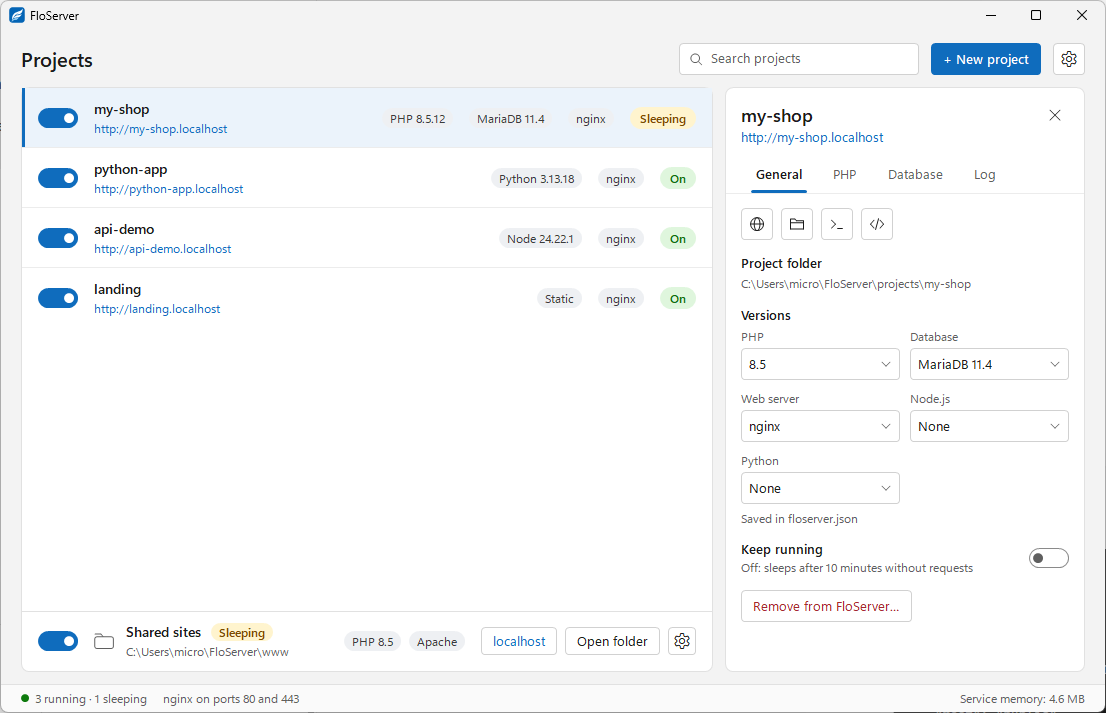 FloServer
Projects
Search projects
+ New project
my-shop
http://my-shop.localhost
PHP 8.5.12
MariaDB 11.4
nginx
Sleeping
python-app
http://python-app.localhost
Python 3.13.18
nginx
On
api-demo
http://api-demo.localhost
Node 24.22.1
nginx
On
landing
http://landing.localhost
Static
nginx
On
Shared sites
Sleeping
C:\Users\micro\FloServer\www
PHP 8.5
Apache
localhost
Open folder
my-shop
http://my-shop.localhost
General
PHP
Database
Log
Project folder
C:\Users\micro\FloServer\projects\my-shop
Versions
PHP
Database
8.5
MariaDB 11.4
Web server
Node.js
nginx
None
Python
None
Saved in floserver.json
Keep running
Off: sleeps after 10 minutes without requests
Remove from FloServer...
3 running · 1 sleeping
nginx on ports 80 and 443
Service memory: 4.6 MB